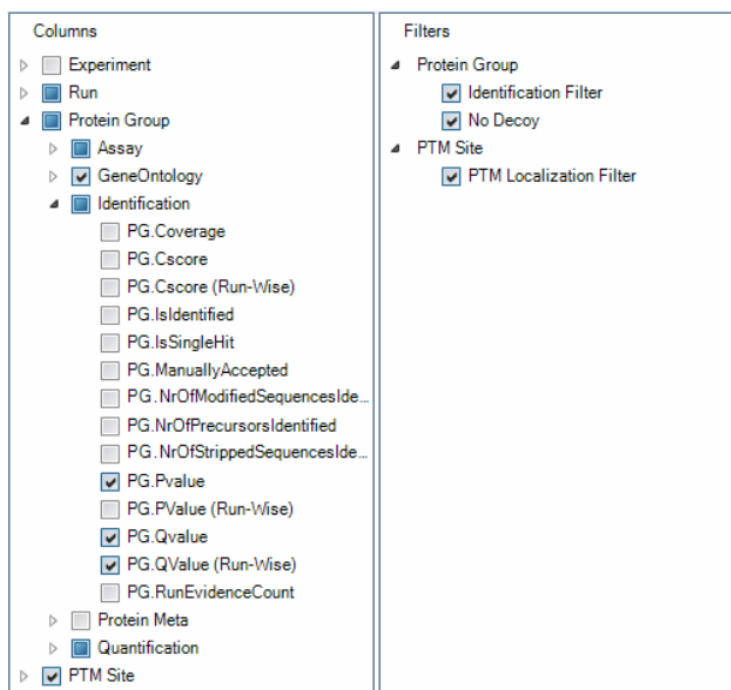 Columns
Experiment
Run
Protein Group
Assay
GeneOntology
Identification
PG.Coverage
PG.Cscore
PG.Cscore (Run-Wise)
PG.IsIdentified
PG.IsSingleHit
PG.ManuallyAccepted
PG.NrOfModifiedSequencesIde...
PG.NrOfPrecursorsIdentified
PG.NrOfStrippedSequencesIde...
PG.Pvalue
PG.PValue (Run-Wise)
PG.Qvalue
PG.QValue (Run-Wise)
PG.RunEvidenceCount
Protein Meta
Quantification
PTM Site
Filters
Protein Group
Identification Filter
No Decoy
PTM Site
PTM Localization Filter